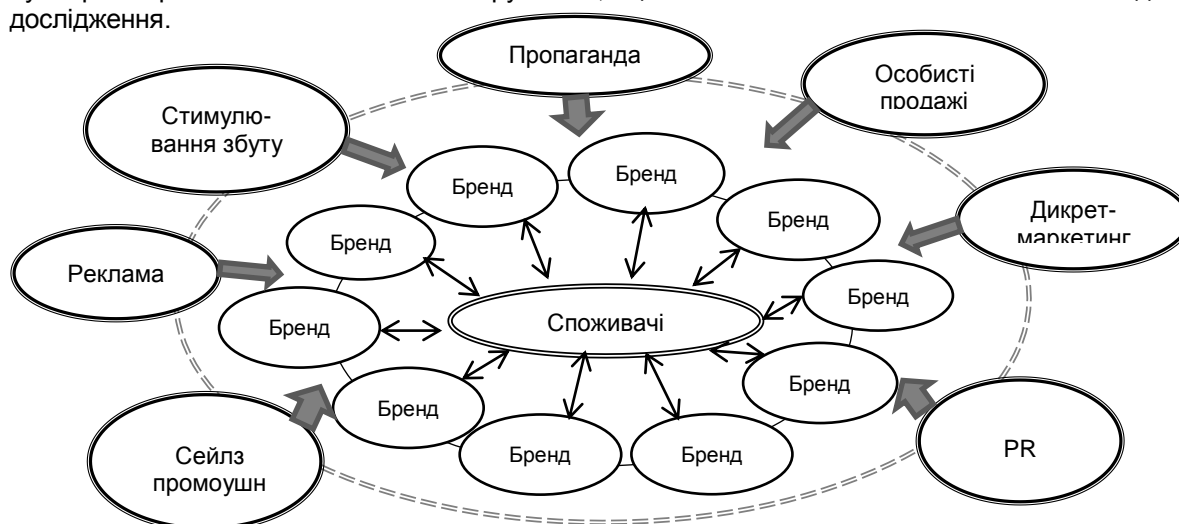 дослідження.
Пропаганда
Особисті
продажі
Стимулю-
вання збуту
Бренд
Бренд
Бренд
Дикрет-
маркетинг
Бренд
Реклама
Бренд
Бренд
Споживачі
Бренд
Бренд
Бренд
Бренд
Бренд
Сейлз
промоушн
PR